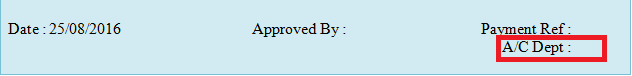 Date : 25/08/2016 Approved By : Payment Ref :
A/C Dept :